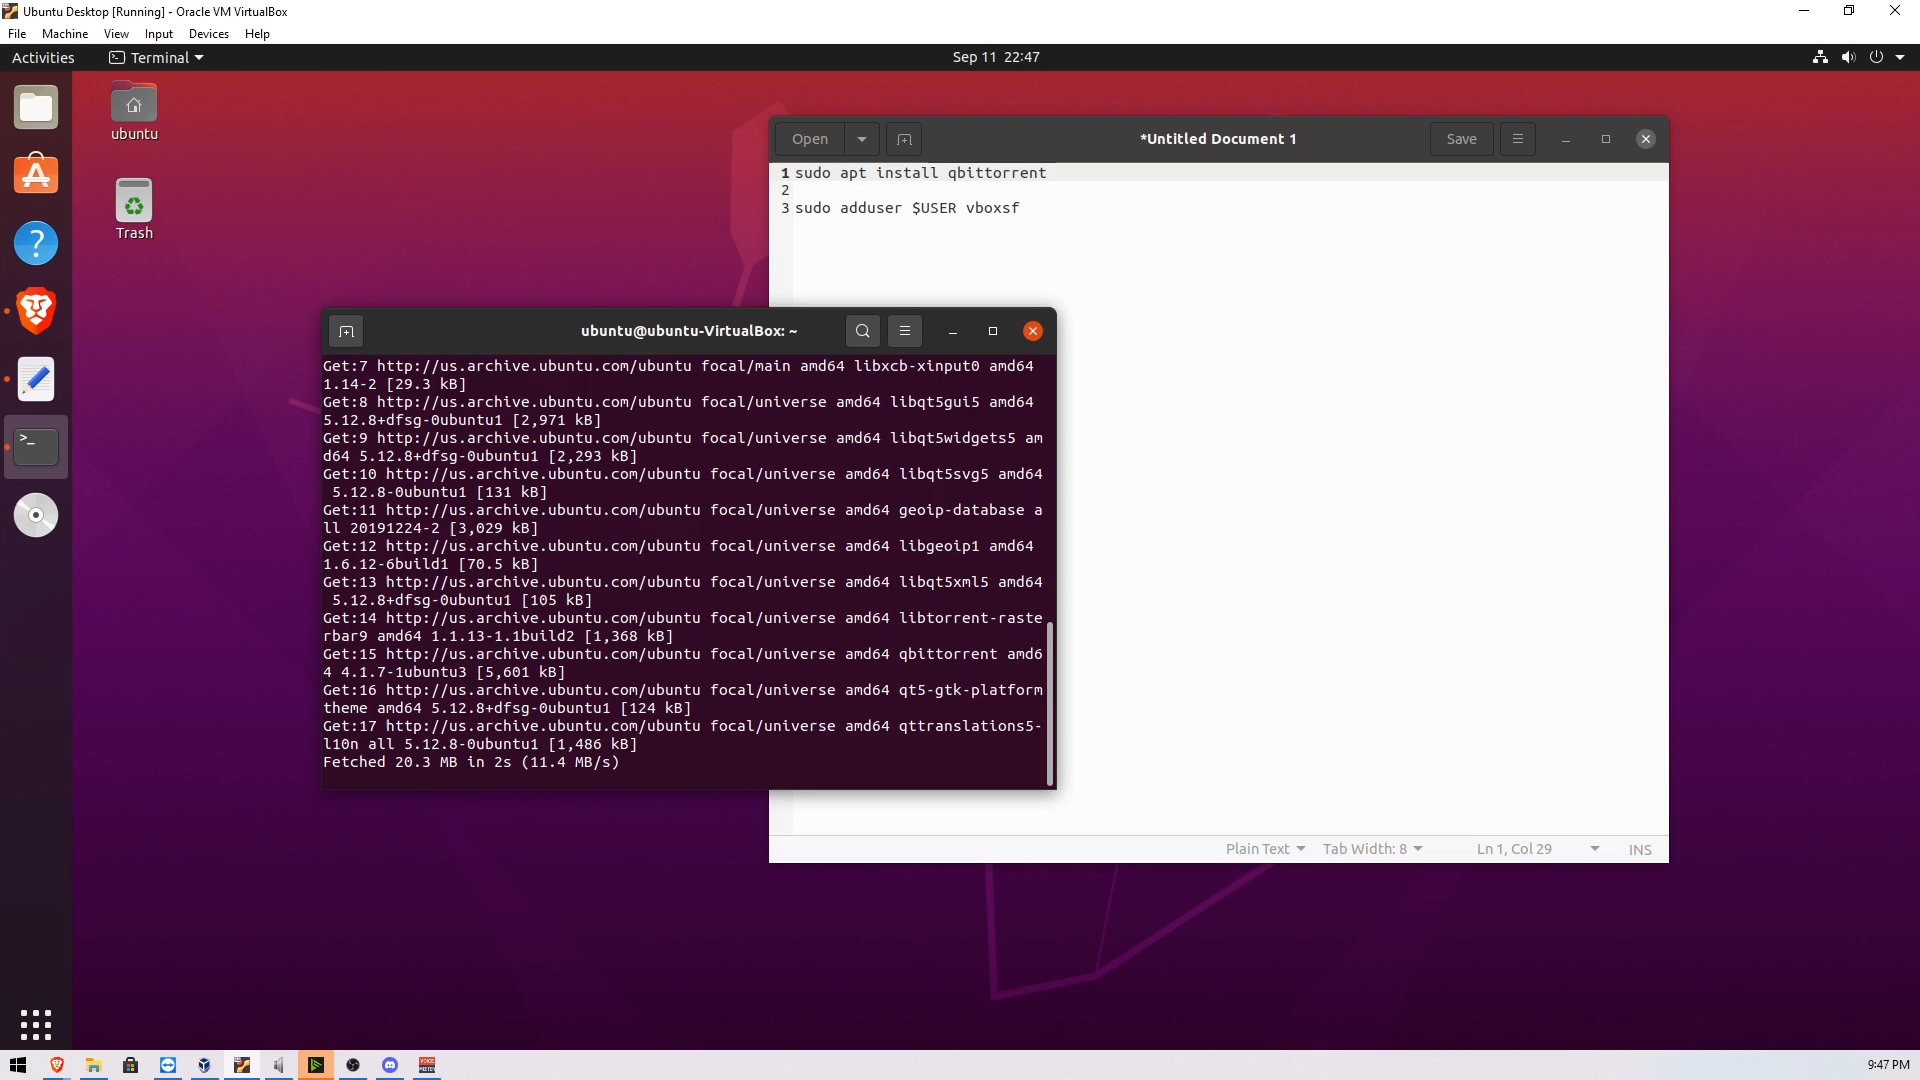 Ubuntu Desktop [Running] - Oracle VM VirtualBox
File Machine View Input Devices Help
Activities Terminal Sep 11 22:47
ubuntu
Trash
Open *Untitled Document 1 Save
1 sudo apt install qbittorrent
2
3 sudo adduser $USER vboxsf
ubuntu@ubuntu-VirtualBox: ~
Get:7 http://us.archive.ubuntu.com/ubuntu focal/main amd64 libxcb-xinput0 amd64
1.14-2 [29.3 kB]
Get:8 http://us.archive.ubuntu.com/ubuntu focal/universe amd64 libqt5gui5 amd64
5.12.8+dfsg-0ubuntu1 [2,971 kB]
Get:9 http://us.archive.ubuntu.com/ubuntu focal/universe amd64 libqt5widgets5 am
d64 5.12.8+dfsg-0ubuntu1 [2,293 kB]
Get:10 http://us.archive.ubuntu.com/ubuntu focal/universe amd64 libqt5svg5 amd64
5.12.8-0ubuntu1 [131 kB]
Get:11 http://us.archive.ubuntu.com/ubuntu focal/universe amd64 geoip-database a
ll 20191224-2 [3,029 kB]
Get:12 http://us.archive.ubuntu.com/ubuntu focal/universe amd64 libgeoip1 amd64
1.6.12-6build1 [70.5 kB]
Get:13 http://us.archive.ubuntu.com/ubuntu focal/universe amd64 libqt5xml5 amd64
5.12.8+dfsg-0ubuntu1 [105 kB]
Get:14 http://us.archive.ubuntu.com/ubuntu focal/universe amd64 libtorrent-raste
rbar9 amd64 1.1.13-1.1build2 [1,368 kB]
Get:15 http://us.archive.ubuntu.com/ubuntu focal/universe amd64 qbittorrent amd6
4 4.1.7-1ubuntu3 [5,601 kB]
Get:16 http://us.archive.ubuntu.com/ubuntu focal/universe amd64 qt5-gtk-platform
theme amd64 5.12.8+dfsg-0ubuntu1 [124 kB]
Get:17 http://us.archive.ubuntu.com/ubuntu focal/universe amd64 qttranslations5-
l10n all 5.12.8-0ubuntu1 [1,486 kB]
Fetched 20.3 MB in 2s (11.4 MB/s)
Plain Text Tab Width: 8 Ln 1, Col 29 INS
9:47 PM